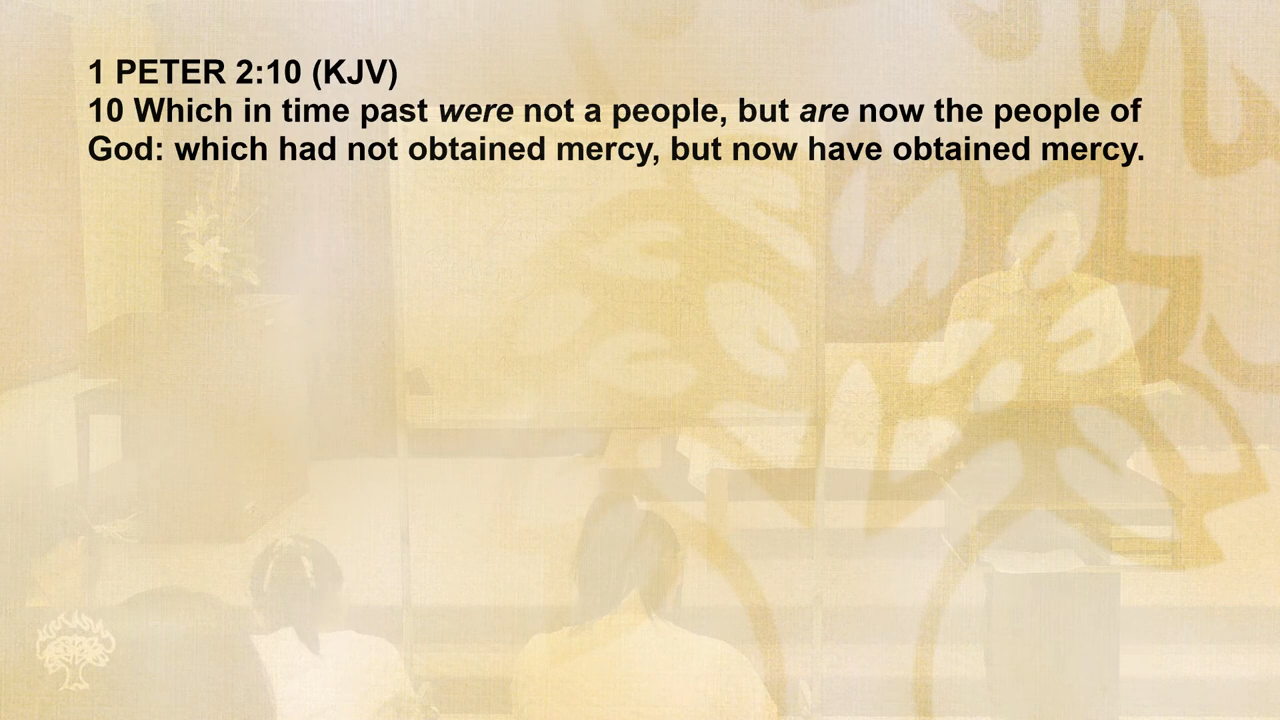 1 PETER 2:10 (KJV)
10 Which in time past were not a people, but are now the people of
God: which had not obtained mercy, but now have obtained mercy.